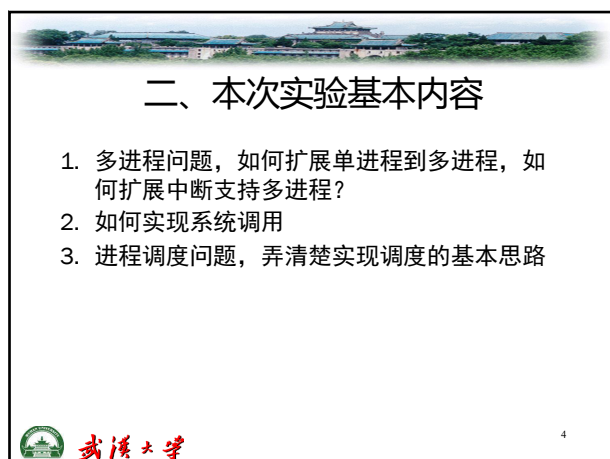 二、本次实验基本内容
1. 多进程问题，如何扩展单进程到多进程，如
何扩展中断支持多进程？
2. 如何实现系统调用
3. 进程调度问题，弄清楚实现调度的基本思路
武汉大学
4